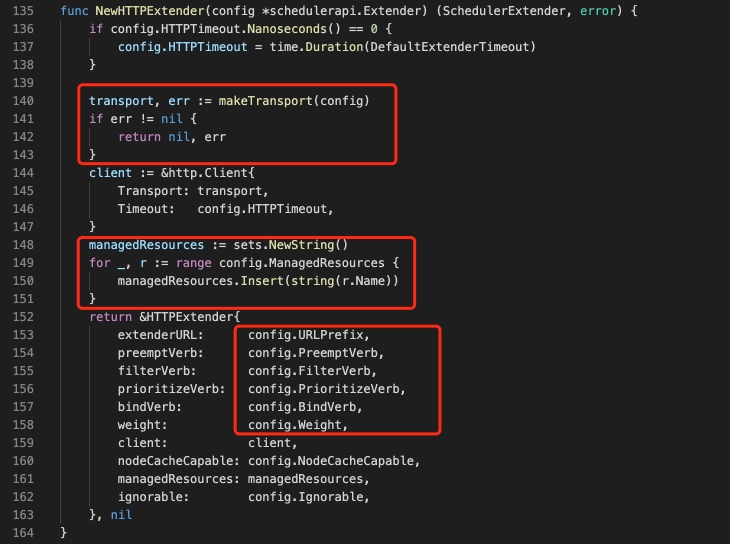 135 func NewHTTPExtender(config *schedulerapi.Extender) (SchedulerExtender, error) {
136     if config.HTTPTimeout.Nanoseconds() == 0 {
137         config.HTTPTimeout = time.Duration(DefaultExtenderTimeout)
138     }
139
140     transport, err := makeTransport(config)
141     if err != nil {
142         return nil, err
143     }
144     client := &http.Client{
145         Transport: transport,
146         Timeout:   config.HTTPTimeout,
147     }
148     managedResources := sets.NewString()
149     for _, r := range config.ManagedResources {
150         managedResources.Insert(string(r.Name))
151     }
152     return &HTTPExtender{
153         extenderURL:      config.URLPrefix,
154         preemptVerb:      config.PreemptVerb,
155         filterVerb:       config.FilterVerb,
156         prioritizeVerb:   config.PrioritizeVerb,
157         bindVerb:         config.BindVerb,
158         weight:           config.Weight,
159         client:           client,
160         nodeCacheCapable: config.NodeCacheCapable,
161         managedResources: managedResources,
162         ignorable:        config.Ignorable,
163     }, nil
164 }